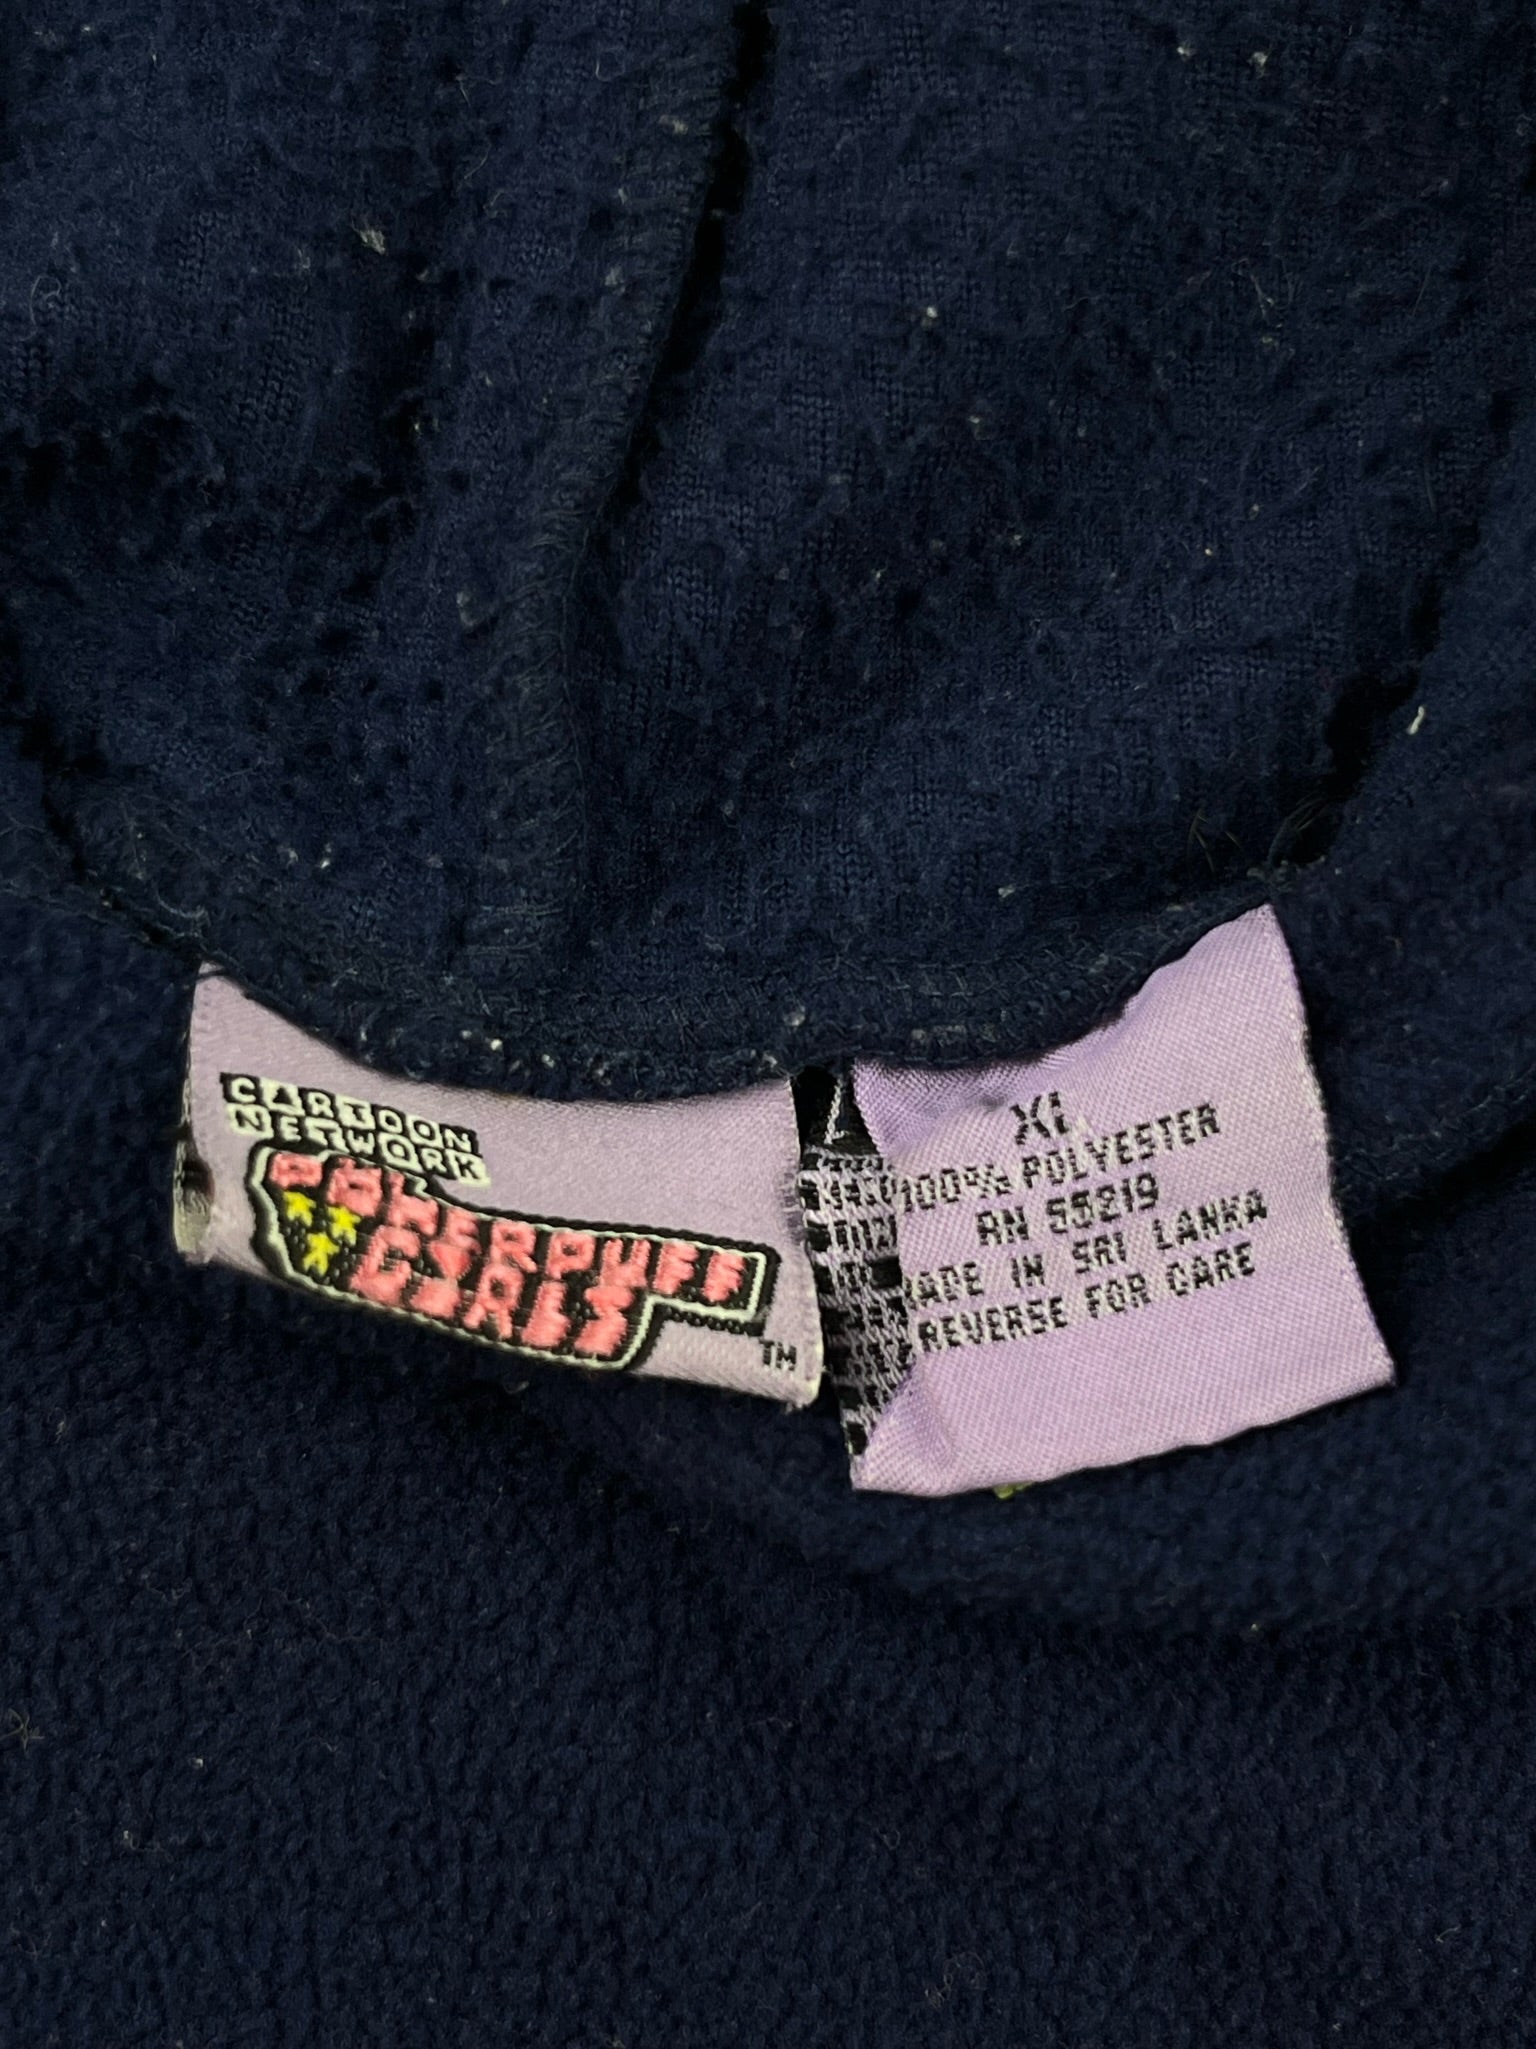 CARTOON
NETWORK
POWERPUFF
GIRLS
TM
XL
100% POLYESTER
RN 55219
MADE IN SRI LANKA
REVERSE FOR CARE